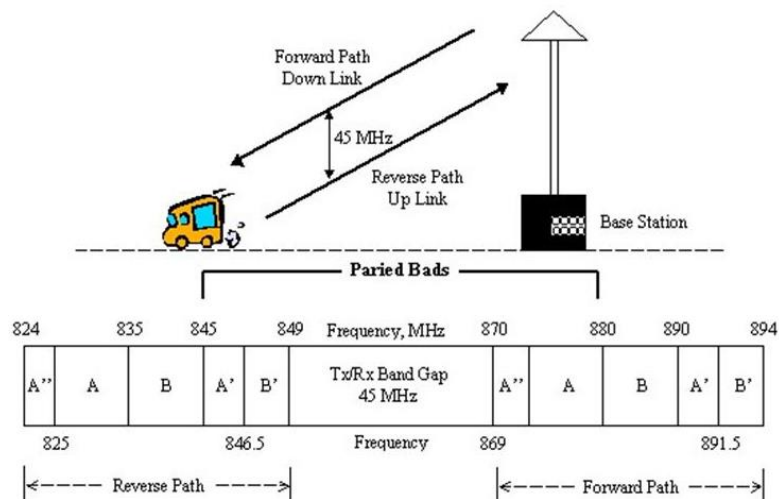 Forward Path
Down Link
45 MHz
Reverse Path
Up Link
Base Station
Paried Bads
824 835 845 849 Frequency, MHz 870 880 890 894
A'' A B A' B' Tx/Rx Band Gap A'' A B A' B'
45 MHz
825 846.5 Frequency 869 891.5
Reverse Path Forward Path